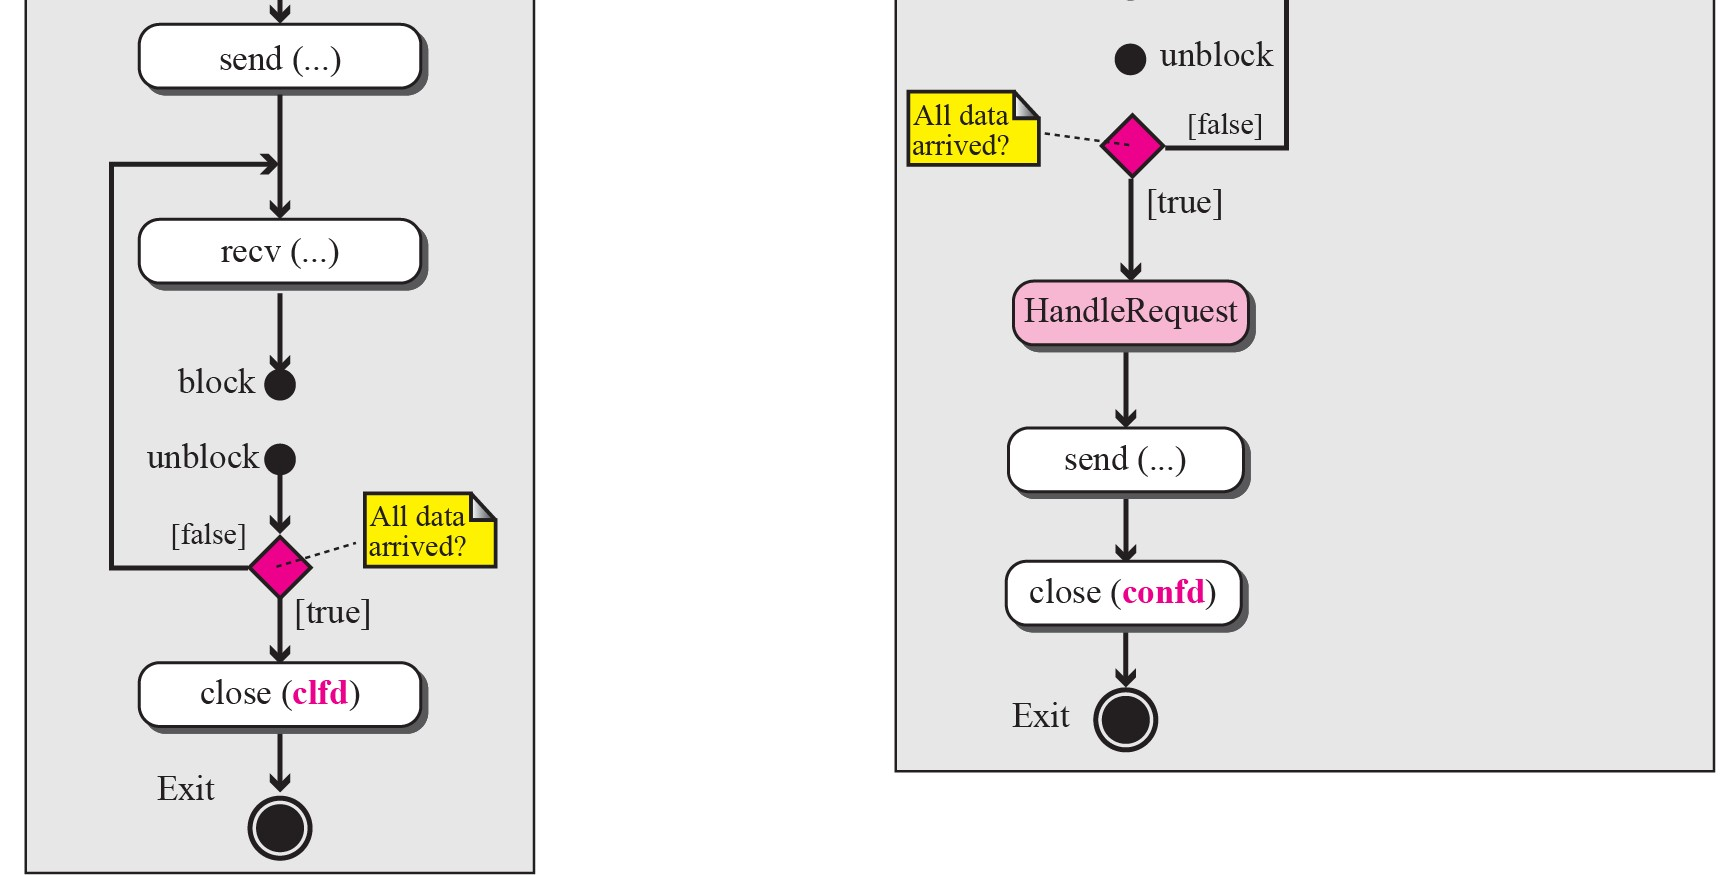 send (...)
recv (...)
block
unblock
[false]
All data
arrived?
[true]
close (clfd)
Exit
unblock
All data
arrived?
[false]
[true]
HandleRequest
send (...)
close (confd)
Exit